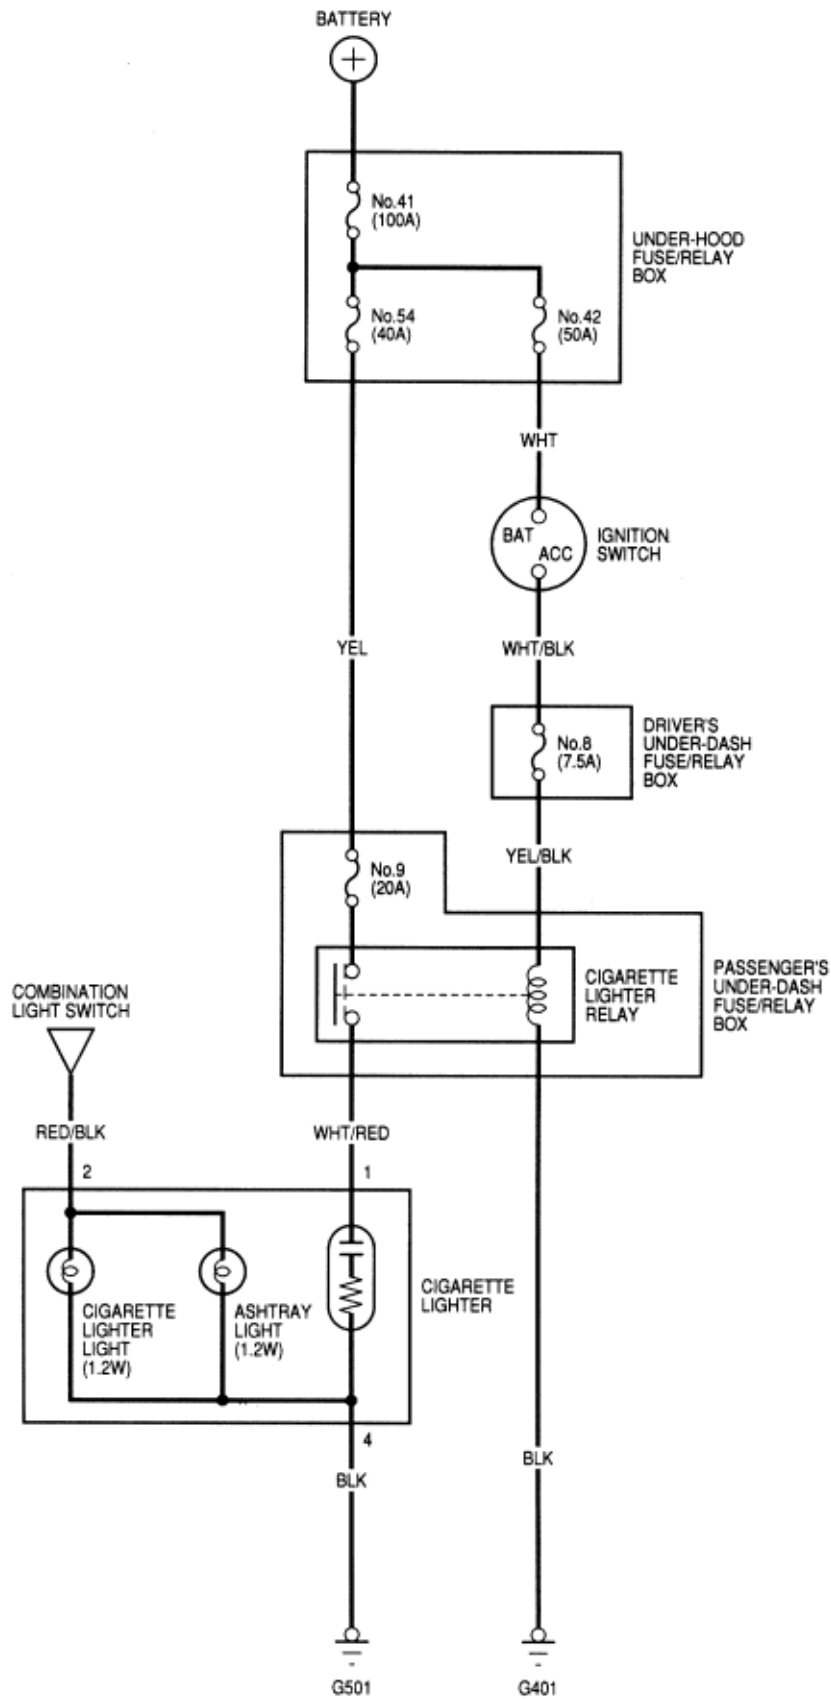 BATTERY
No.41
(100A)
UNDER-HOOD
FUSE/RELAY
BOX
No.54
(40A)
No.42
(50A)
WHT
BAT
ACC
IGNITION
SWITCH
YEL
WHT/BLK
No.8
(7.5A)
DRIVER'S
UNDER-DASH
FUSE/RELAY
BOX
YEL/BLK
No.9
(20A)
CIGARETTE
LIGHTER
RELAY
PASSENGER'S
UNDER-DASH
FUSE/RELAY
BOX
COMBINATION
LIGHT SWITCH
RED/BLK
WHT/RED
2
1
CIGARETTE
LIGHTER
LIGHT
(1.2W)
ASHTRAY
LIGHT
(1.2W)
CIGARETTE
LIGHTER
4
BLK
BLK
G501
G401